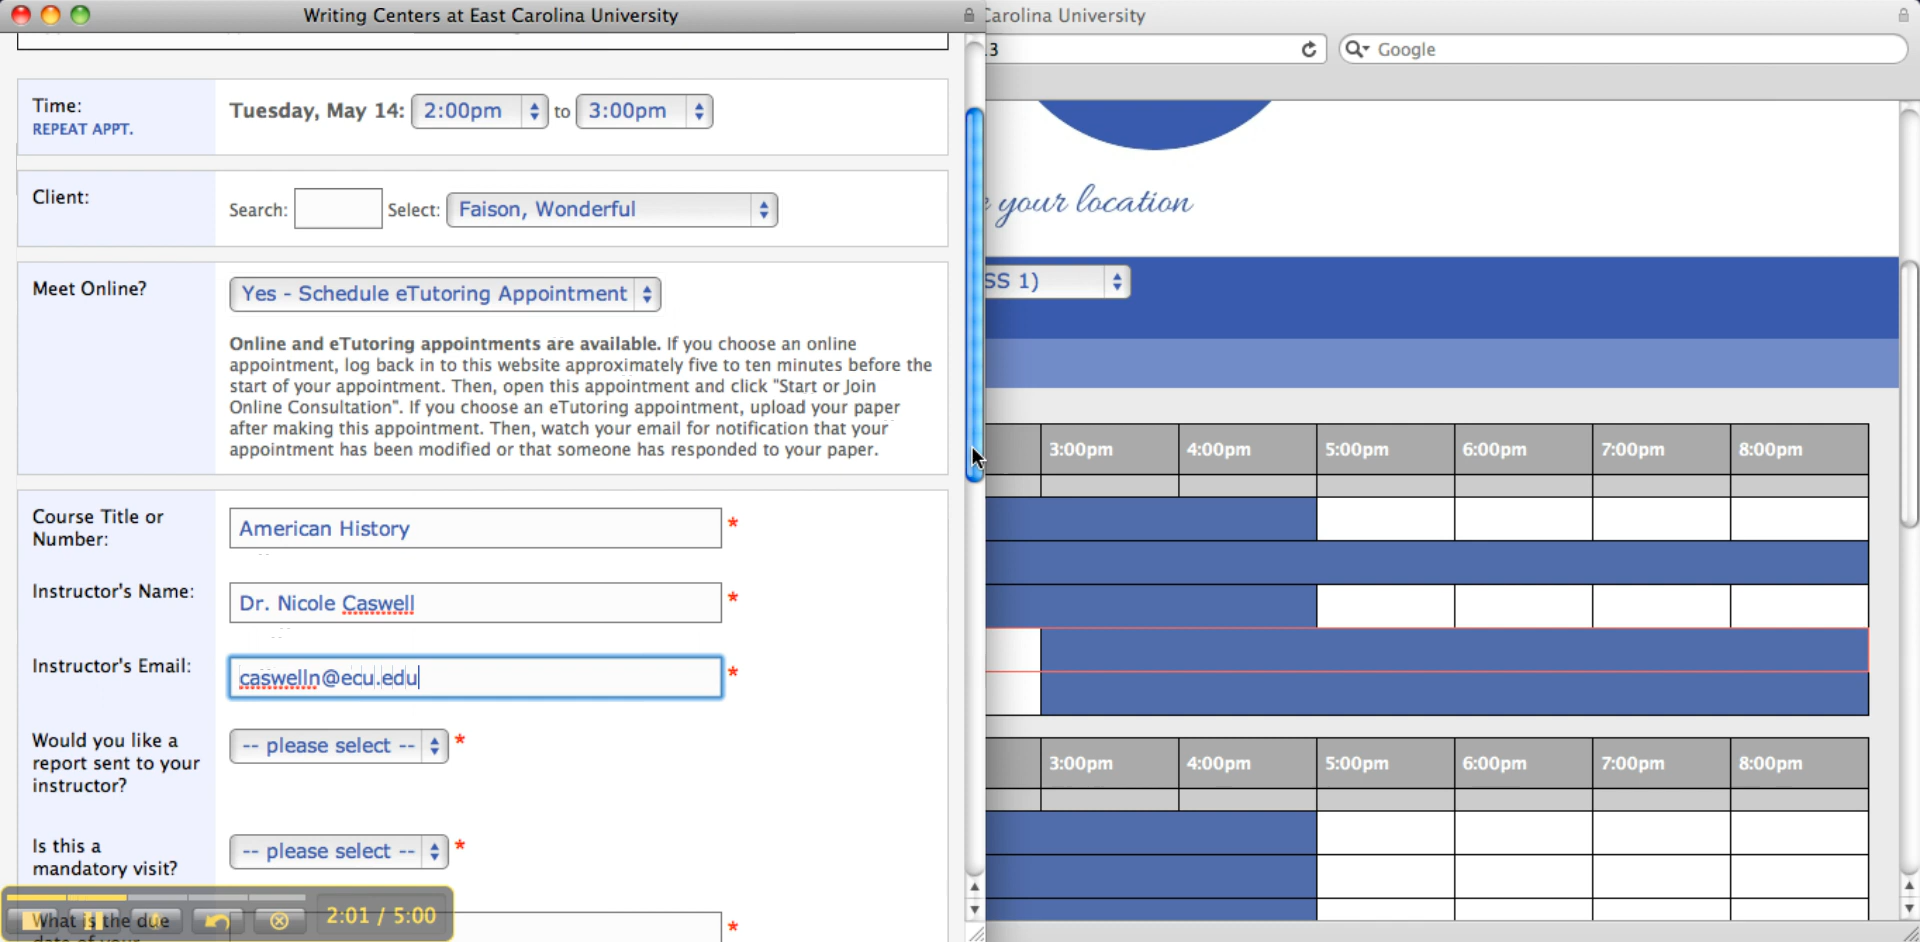 Writing Centers at East Carolina University
Carolina University
3
Google
Time:
REPEAT APPT.
Tuesday, May 14: 2:00pm to 3:00pm
your location
Client:
Search: Select: Faison, Wonderful
SS 1)
Meet Online?
Yes - Schedule eTutoring Appointment
Online and eTutoring appointments are available. If you choose an online
appointment, log back in to this website approximately five to ten minutes before the
start of your appointment. Then, open this appointment and click "Start or Join
Online Consultation". If you choose an eTutoring appointment, upload your paper
after making this appointment. Then, watch your email for notification that your
appointment has been modified or that someone has responded to your paper.
3:00pm 4:00pm 5:00pm 6:00pm 7:00pm 8:00pm
Course Title or
Number:
American History *
Instructor's Name:
Dr. Nicole Caswell *
Instructor's Email:
caswelln@ecu.edu *
Would you like a
report sent to your
instructor?
-- please select -- *
3:00pm 4:00pm 5:00pm 6:00pm 7:00pm 8:00pm
Is this a
mandatory visit?
-- please select -- *
What is the due
date of your
*
2:01 / 5:00